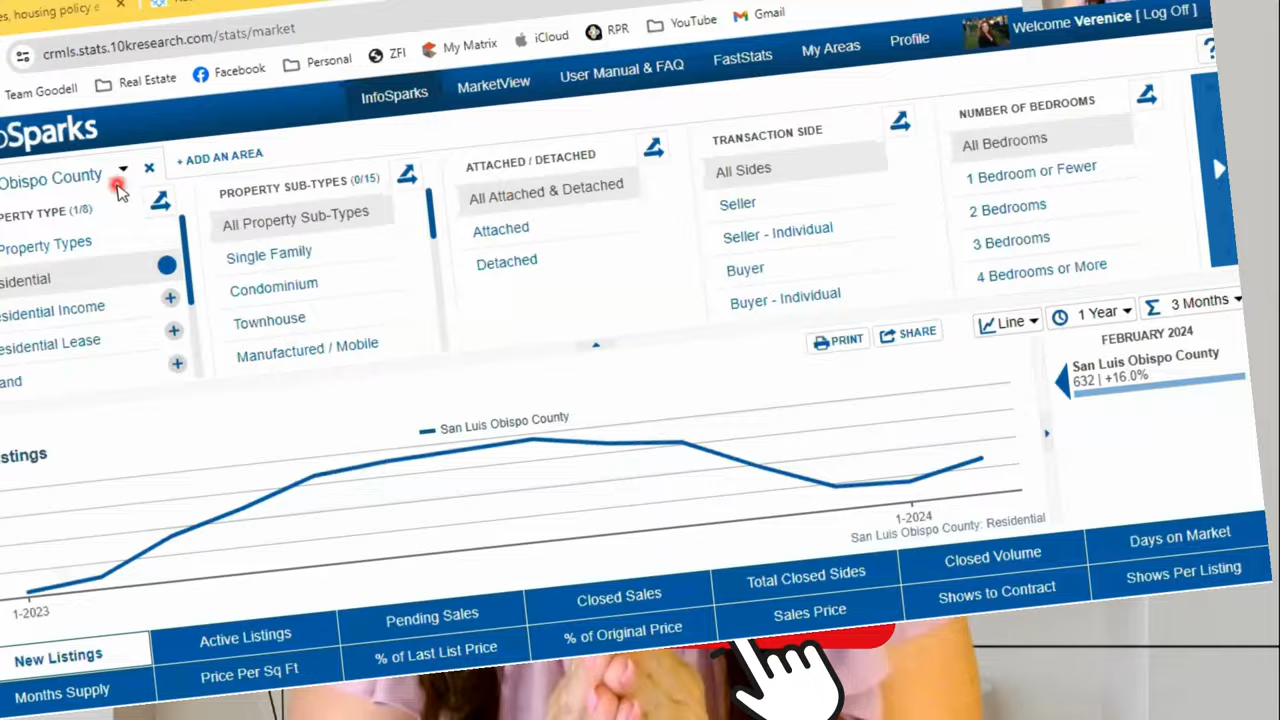 es, housing policy e
crmls.stats.10kresearch.com/stats/market
Team Goodell
Real Estate
Facebook
Personal
ZFI
My Matrix
iCloud
RPR
YouTube
Gmail
InfoSparks
MarketView
User Manual & FAQ
FastStats
My Areas
Profile
Welcome Verenice [ Log Off ]
oSparks
Obispo County
+ ADD AN AREA
PERTY TYPE (1/8)
Property Types
sidential
esidential Income
esidential Lease
and
PROPERTY SUB-TYPES (0/15)
All Property Sub-Types
Single Family
Condominium
Townhouse
Manufactured / Mobile
ATTACHED / DETACHED
All Attached & Detached
Attached
Detached
TRANSACTION SIDE
All Sides
Seller
Seller - Individual
Buyer
Buyer - Individual
NUMBER OF BEDROOMS
All Bedrooms
1 Bedroom or Fewer
2 Bedrooms
3 Bedrooms
4 Bedrooms or More
?
PRINT
SHARE
Line
1 Year
Σ 3 Months
FEBRUARY 2024
San Luis Obispo County
632 | +16.0%
istings
San Luis Obispo County
1-2023
1-2024
San Luis Obispo County: Residential
New Listings
Active Listings
Pending Sales
Closed Sales
Total Closed Sides
Closed Volume
Days on Market
Months Supply
Price Per Sq Ft
% of Last List Price
% of Original Price
Sales Price
Shows to Contract
Shows Per Listing